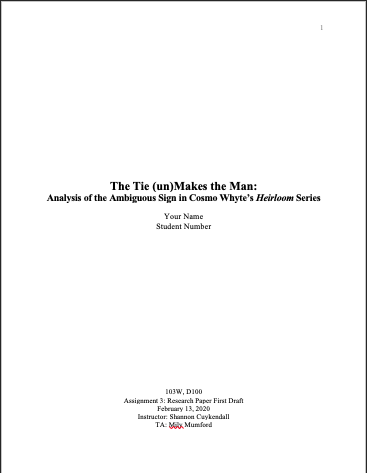 1
The Tie (un)Makes the Man:
Analysis of the Ambiguous Sign in Cosmo Whyte's Heirloom Series
Your Name
Student Number
103W, D100
Assignment 3: Research Paper First Draft
February 13, 2020
Instructor: Shannon Cuykendall
TA: Mily Mumford